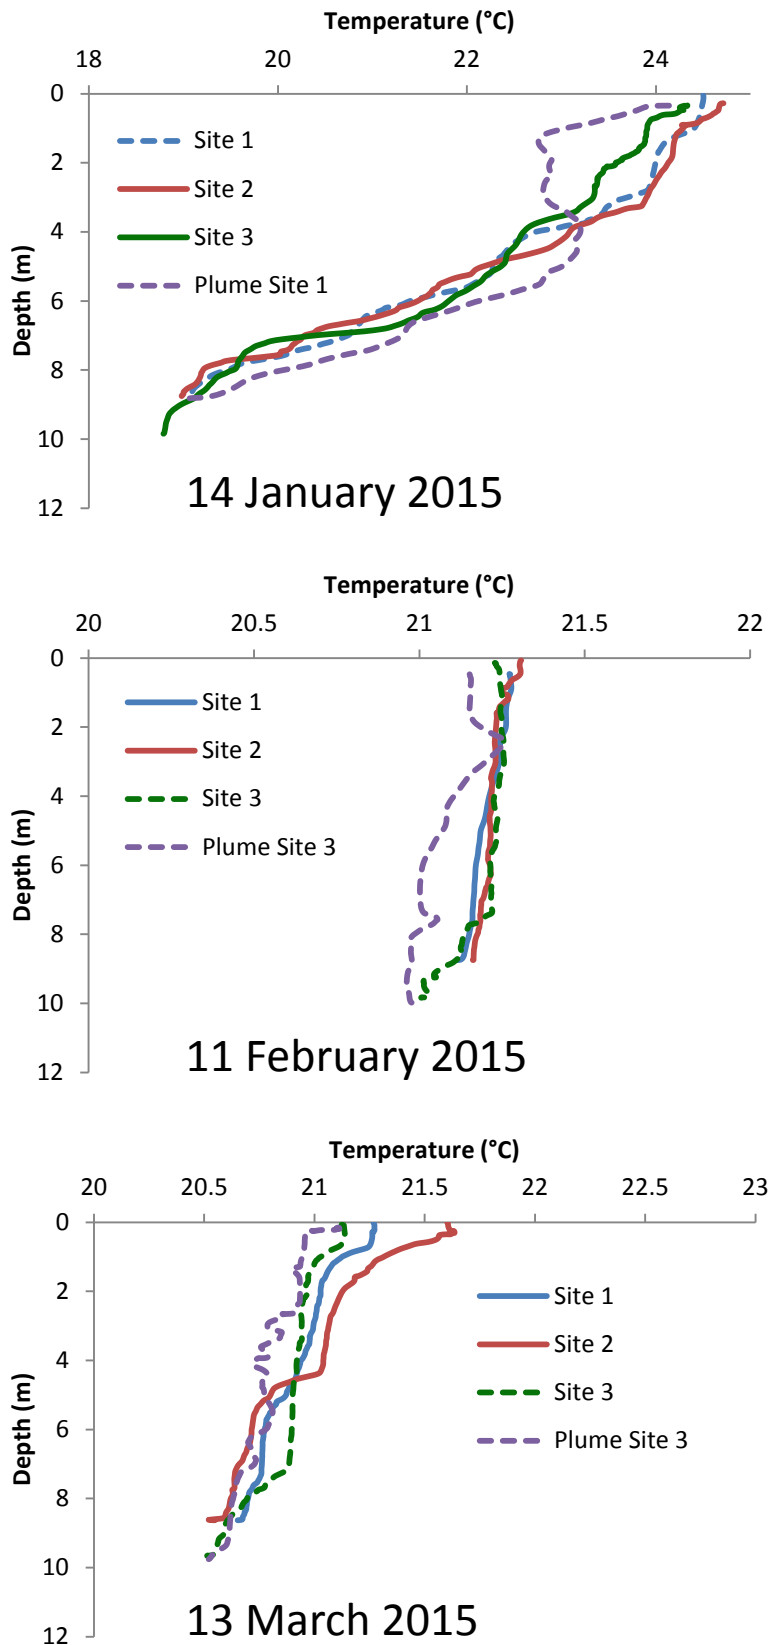 Temperature (°C)
18 20 22 24
0
Site 1
2
Site 2
Site 3
4
Plume Site 1
6
8
10
12
Depth (m)
14 January 2015
Temperature (°C)
20 20.5 21 21.5 22
0
Site 1
2
Site 2
4
Site 3
Plume Site 3
6
8
10
12
Depth (m)
11 February 2015
Temperature (°C)
20 20.5 21 21.5 22 22.5 23
0
2
Site 1
Site 2
4
Site 3
6
Plume Site 3
8
10
12
Depth (m)
13 March 2015